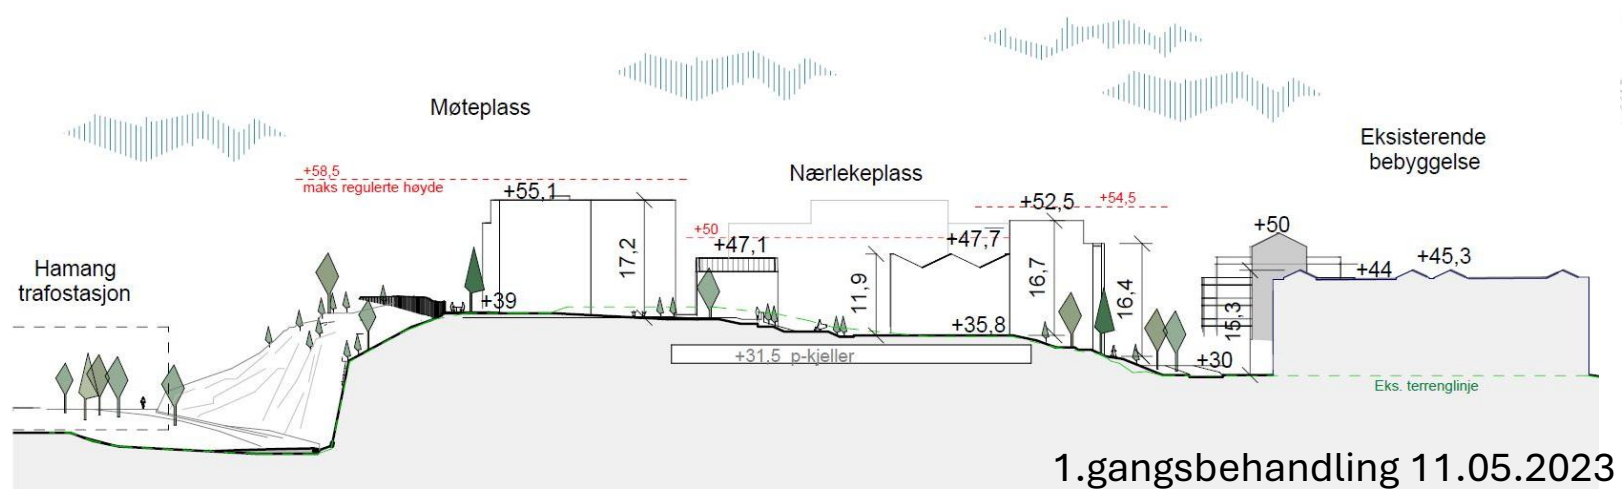 Møteplass
Eksisterende
bebyggelse
+58,5
maks regulerte høyde
Nærlekeplass
+55,1
+52,5
+54,5
+50
+47,1
+47,7
+50
+45,3
+44
Hamang
trafostasjon
17,2
11,9
16,7
16,4
15,3
+39
+35,8
+31.5 p-kjeller
+30
Eks. terrenglinje
1.gangsbehandling 11.05.2023